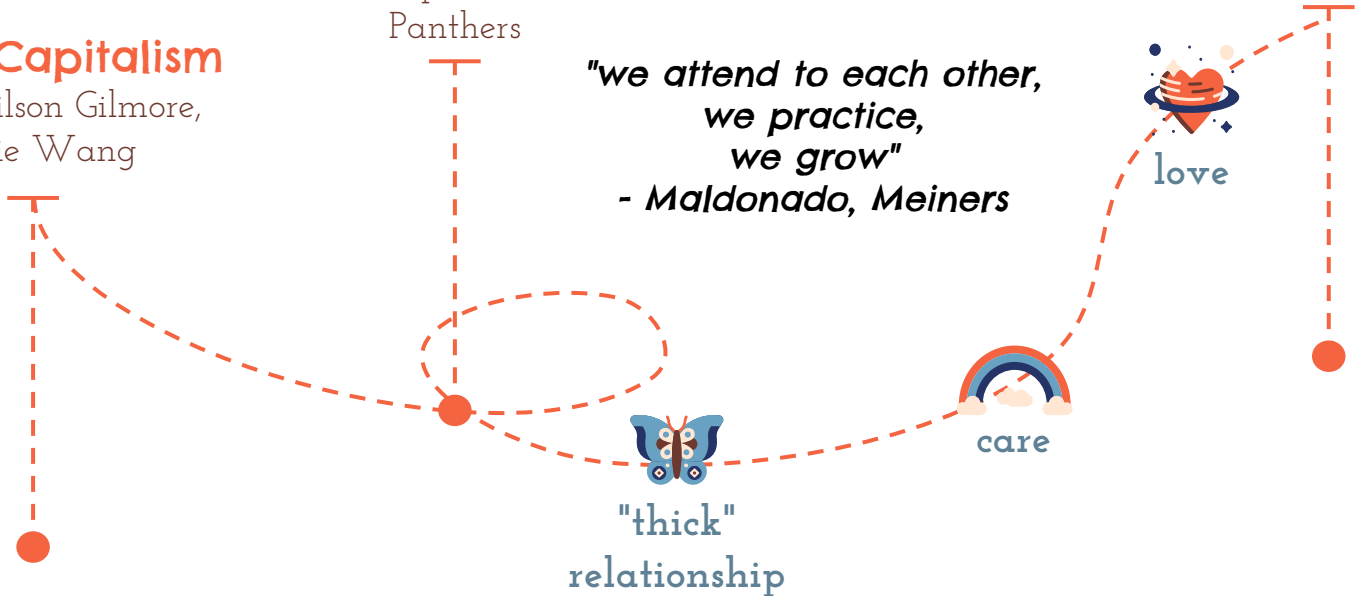 Panthers
Capitalism
Gilmore,
Wang
"we attend to each other,
we practice,
we grow"
- Maldonado, Meiners
love
care
"thick"
relationship